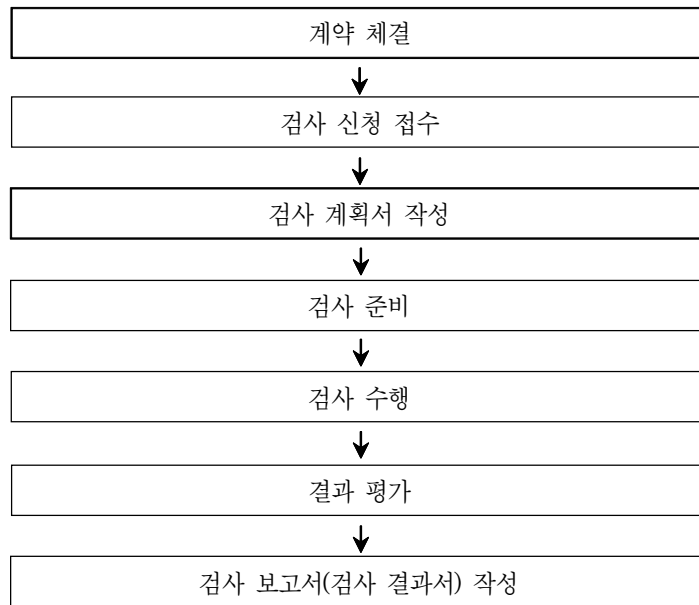 계약 체결
검사 신청 접수
검사 계획서 작성
검사 준비
검사 수행
결과 평가
검사 보고서(검사 결과서) 작성